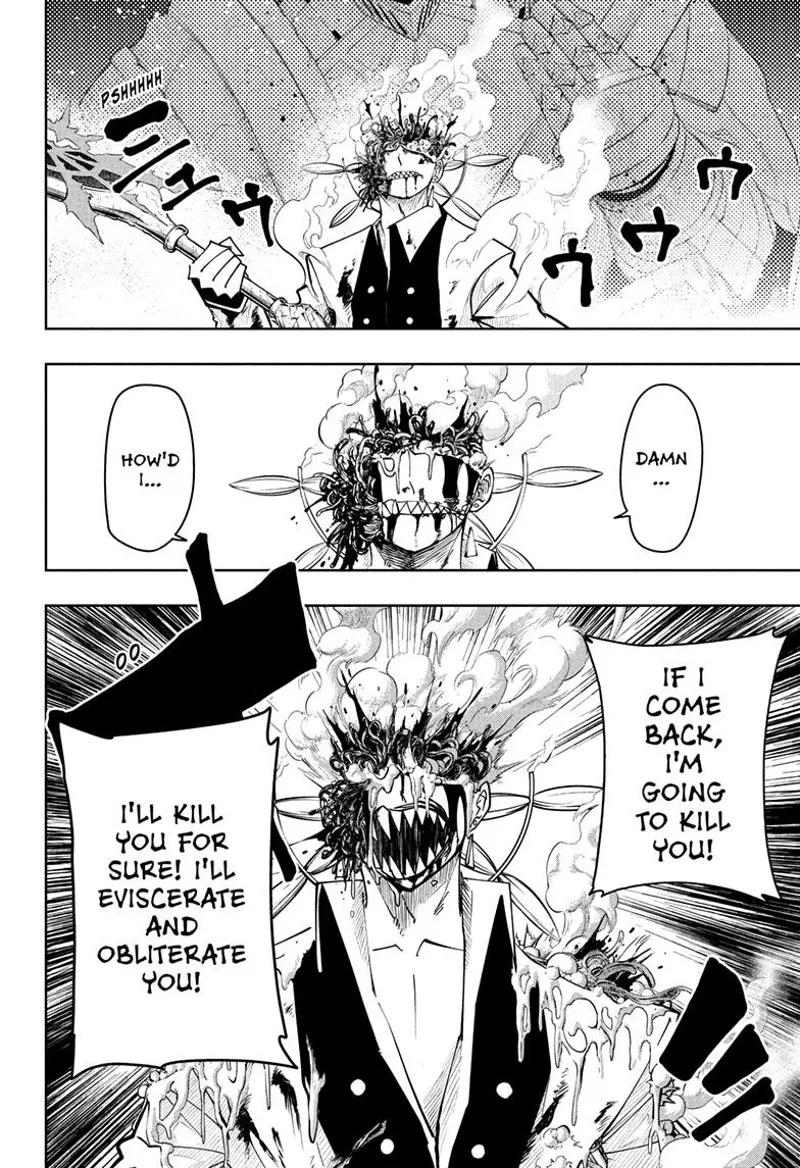 PSHHHHH
ニュウ
ウ
ウ
ウ
DAMN
...
HOW'D
I...
IF I
COME
BACK,
I'M
GOING
TO KILL
YOU!
I'LL KILL
YOU FOR
SURE! I'LL
EVISCERATE
AND
OBLITERATE
YOU!